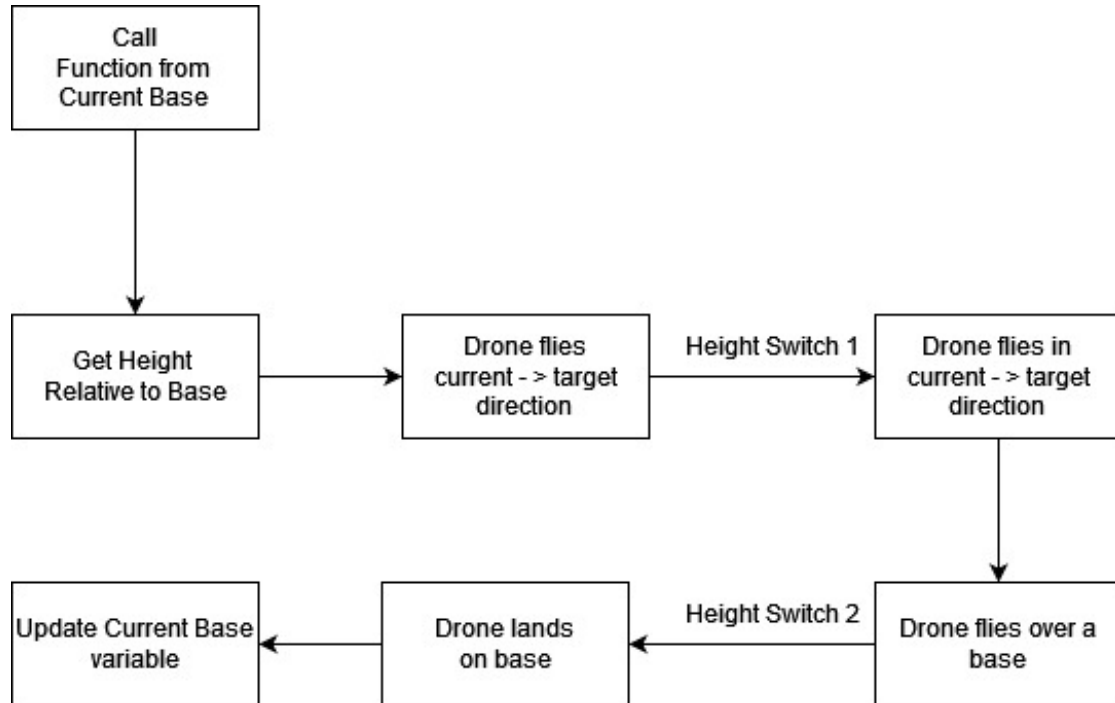 Call
Function from
Current Base
Get Height
Relative to Base
Drone flies
current - > target
direction
Height Switch 1
Drone flies in
current - > target
direction
Drone flies over a
base
Height Switch 2
Drone lands
on base
Update Current Base
variable